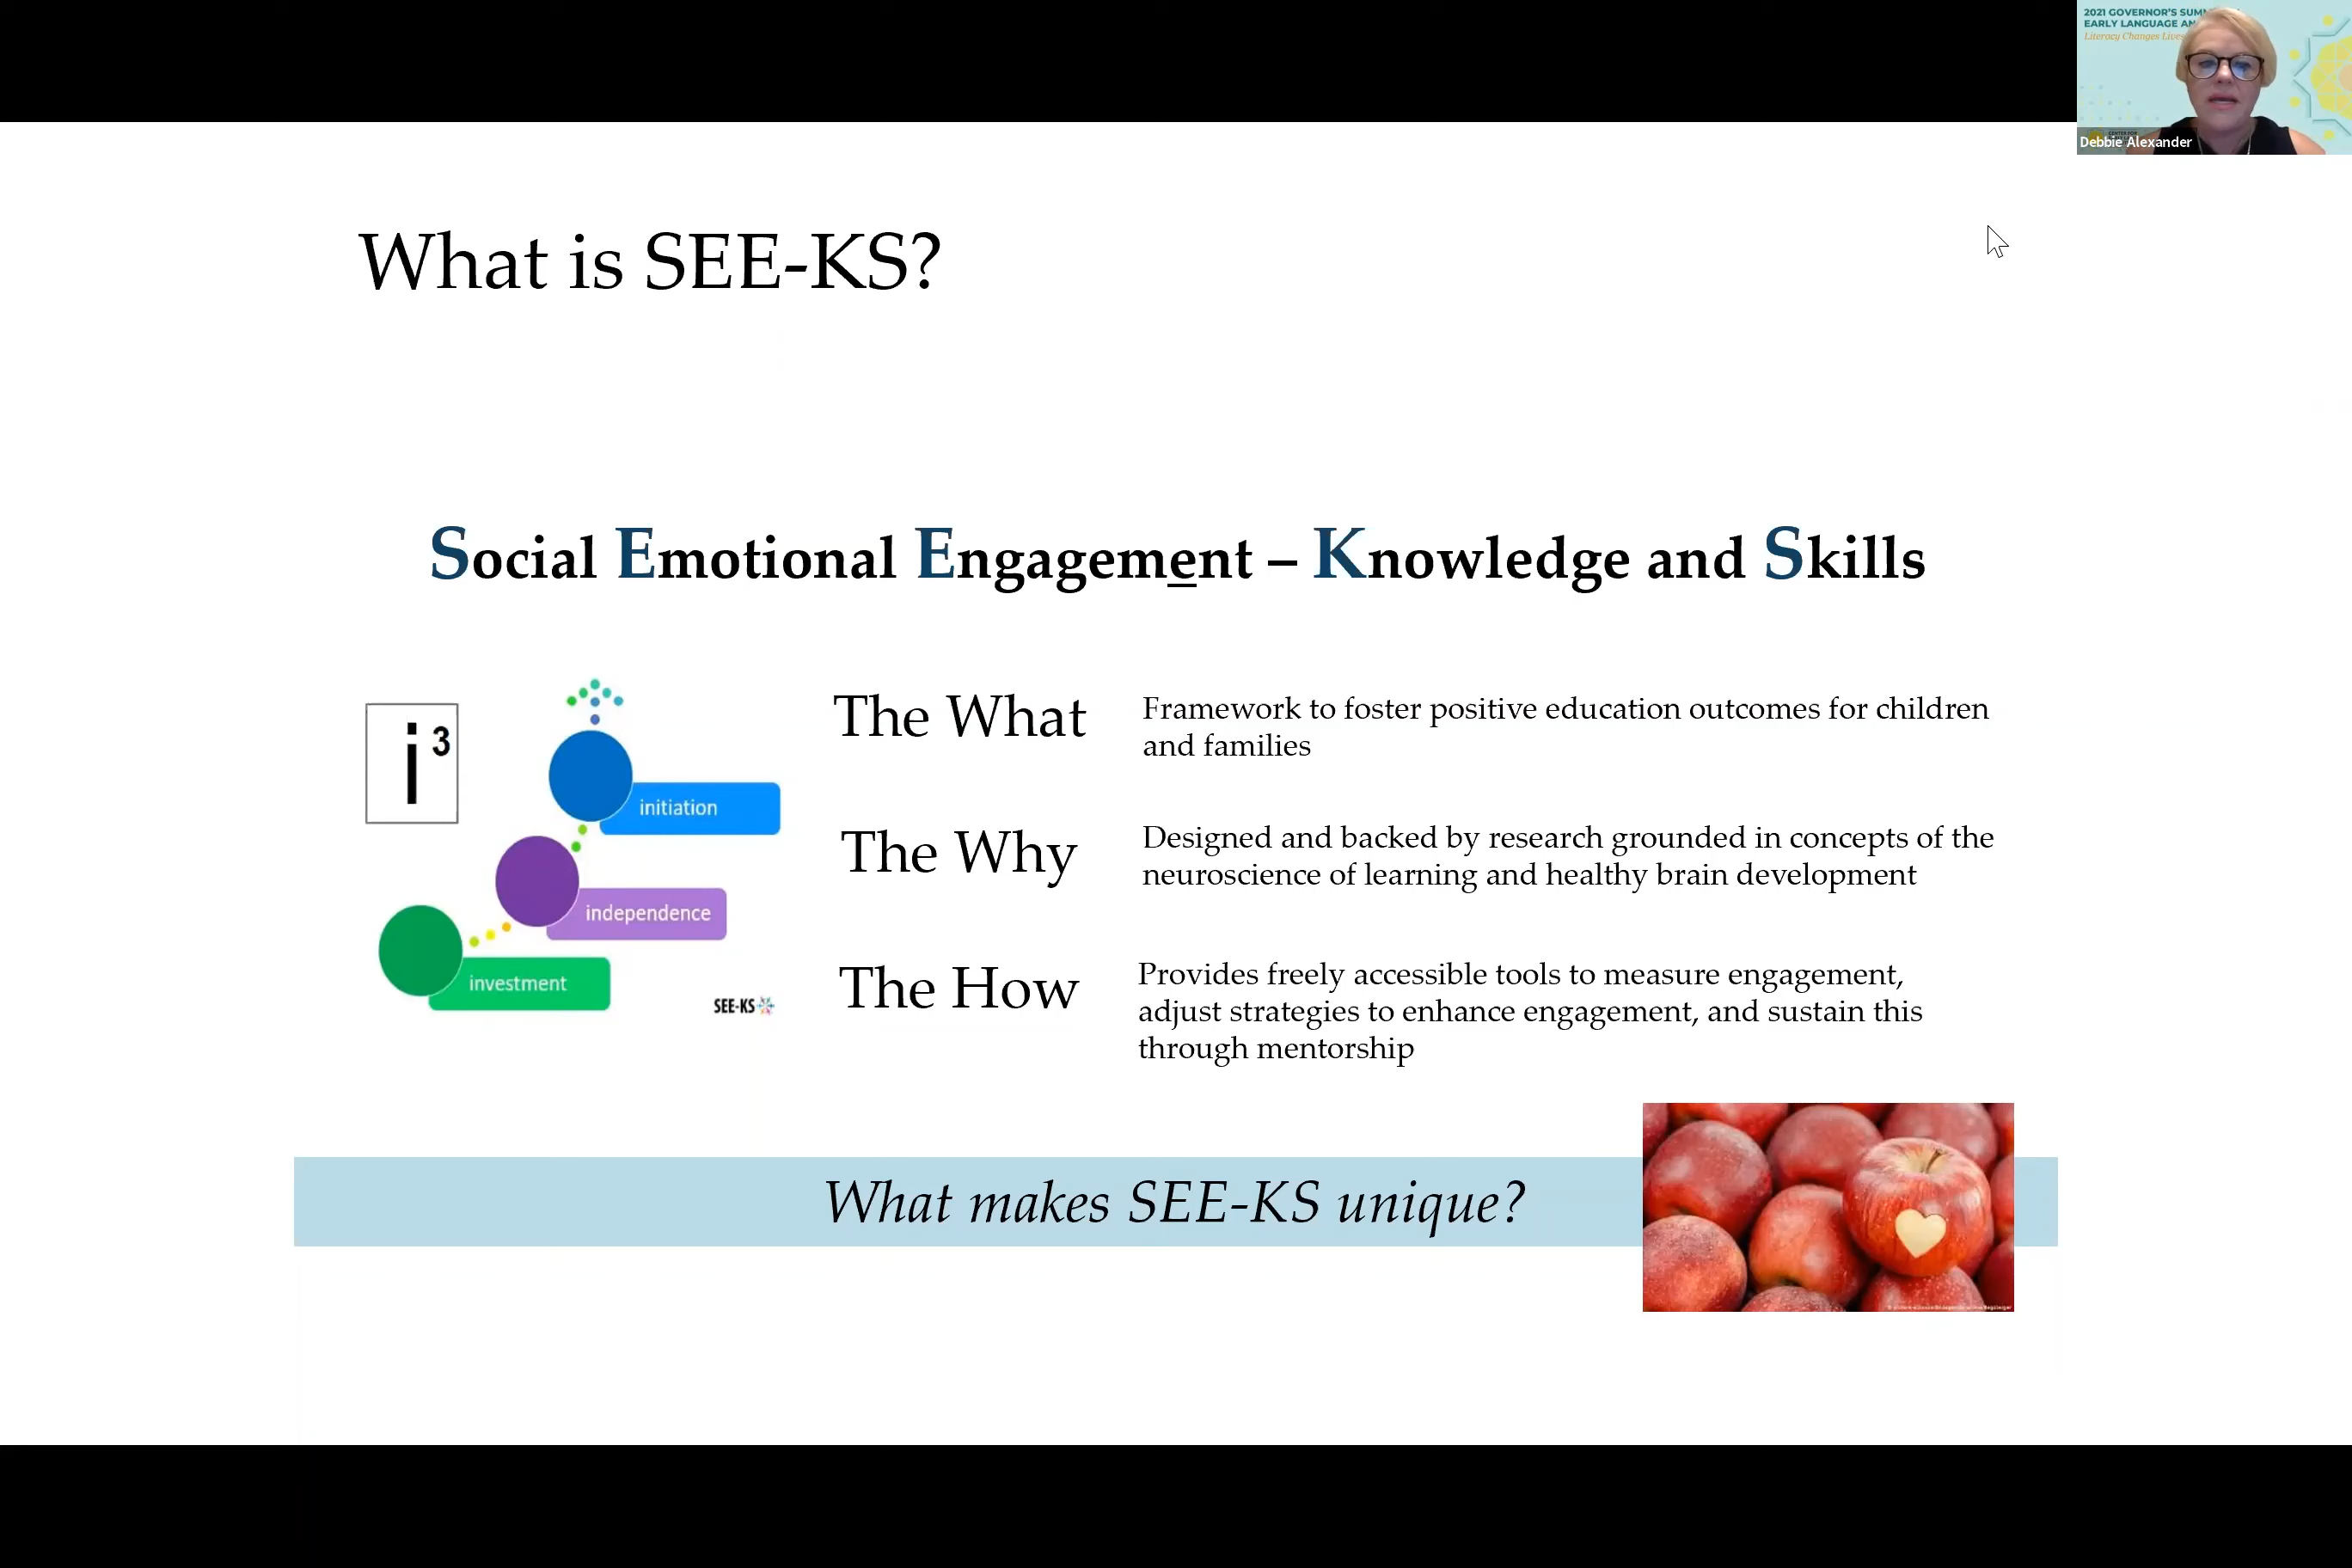 2021 GOVERNOR'S
EARLY LANGUAGE
Literacy Changes Lives
Debbie Alexander
What is SEE-KS?
Social Emotional Engagement – Knowledge and Skills
i³
initiation
independence
investment
SEE-KS
The What
Framework to foster positive education outcomes for children
and families
The Why
Designed and backed by research grounded in concepts of the
neuroscience of learning and healthy brain development
The How
Provides freely accessible tools to measure engagement,
adjust strategies to enhance engagement, and sustain this
through mentorship
What makes SEE-KS unique?